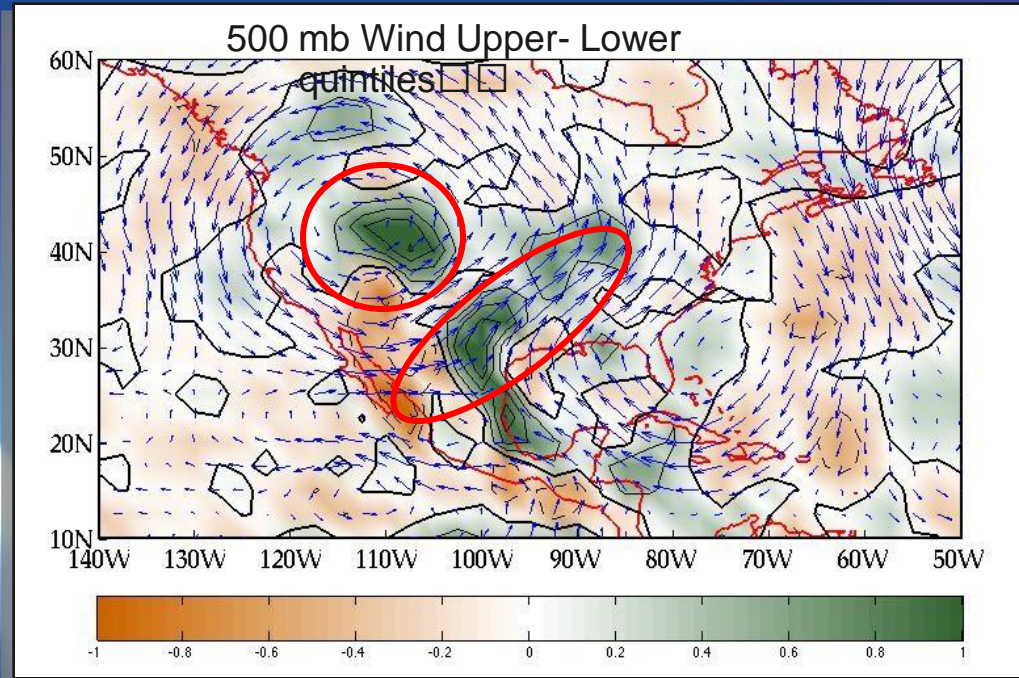 500 mb Wind Upper- Lower
quintiles□□
60N
50N
40N
30N
20N
10N
140W 130W 120W 110W 100W 90W 80W 70W 60W 50W
-1 -0.8 -0.6 -0.4 -0.2 0 0.2 0.4 0.6 0.8 1